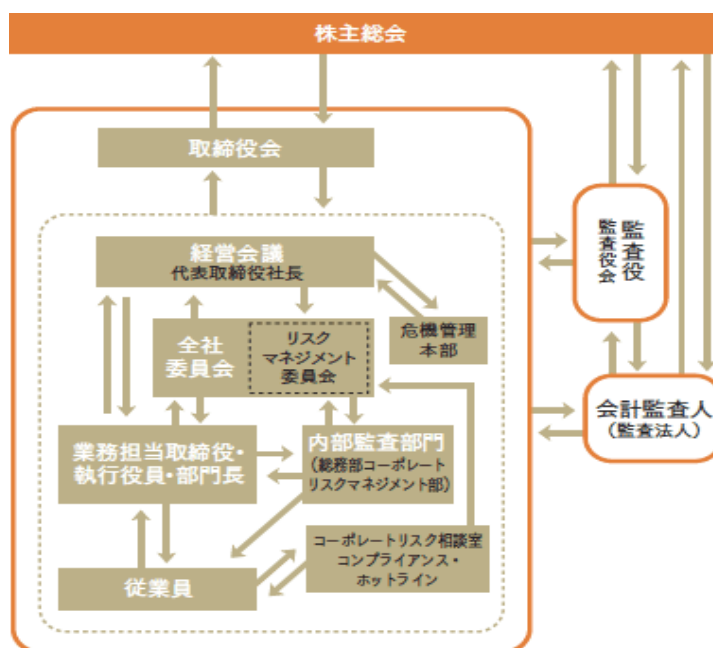 株主総会
取締役会
経営会議
代表取締役社長
全社
委員会
リスク
マネジメント
委員会
危機管理
本部
業務担当取締役・
執行役員・部門長
内部監査部門
(総務部コーポレート
リスクマネジメント部)
従業員
コーポレートリスク相談室
コンプライアンス・
ホットライン
監査役
監査役会
会計監査人
(監査法人)